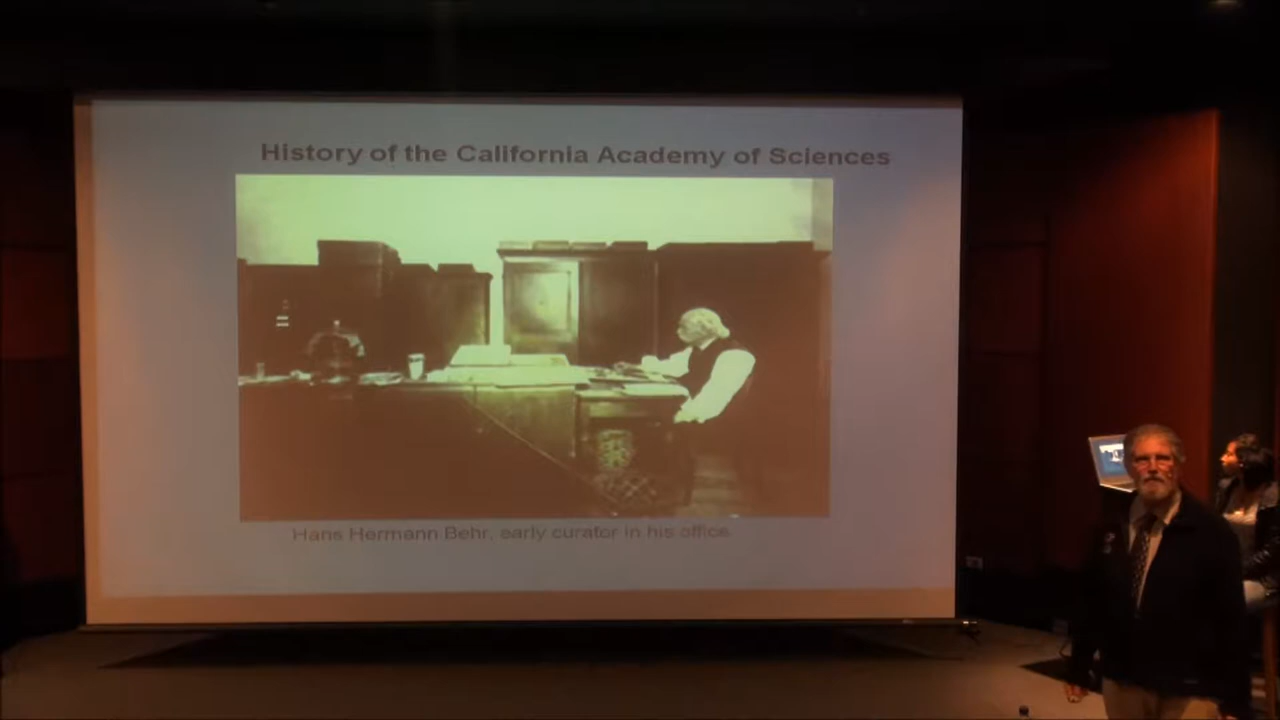 History of the California Academy of Sciences
Hans Hermann Behr, early curator in his office